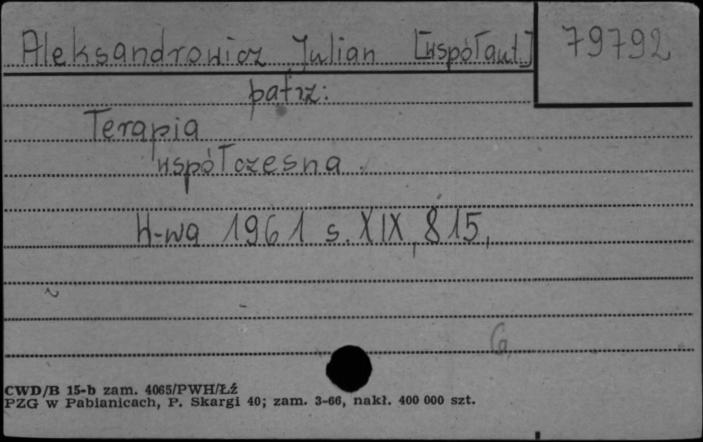 Aleksandrowicz Julian [współaut] 79792
patrz:
Terapia
współczesna
W-wa 1961 s. XIX, 815,
CWD/B 15-b zam. 4065/PWH/Łź
PZG w Pabianicach, P. Skargi 40; zam. 3-66, nakł. 400 000 szt.